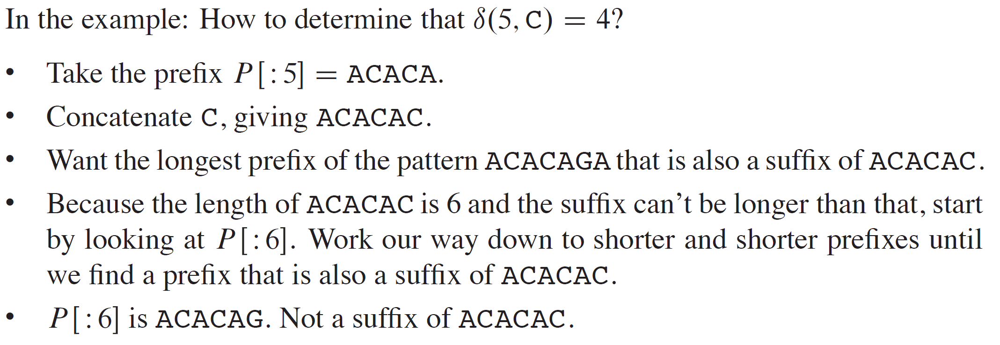 In the example: How to determine that δ(5, C) = 4?
• Take the prefix P[:5] = ACACA.
• Concatenate C, giving ACACAC.
• Want the longest prefix of the pattern ACACAGA that is also a suffix of ACACAC.
• Because the length of ACACAC is 6 and the suffix can’t be longer than that, start
by looking at P[:6]. Work our way down to shorter and shorter prefixes until
we find a prefix that is also a suffix of ACACAC.
• P[:6] is ACACAG. Not a suffix of ACACAC.